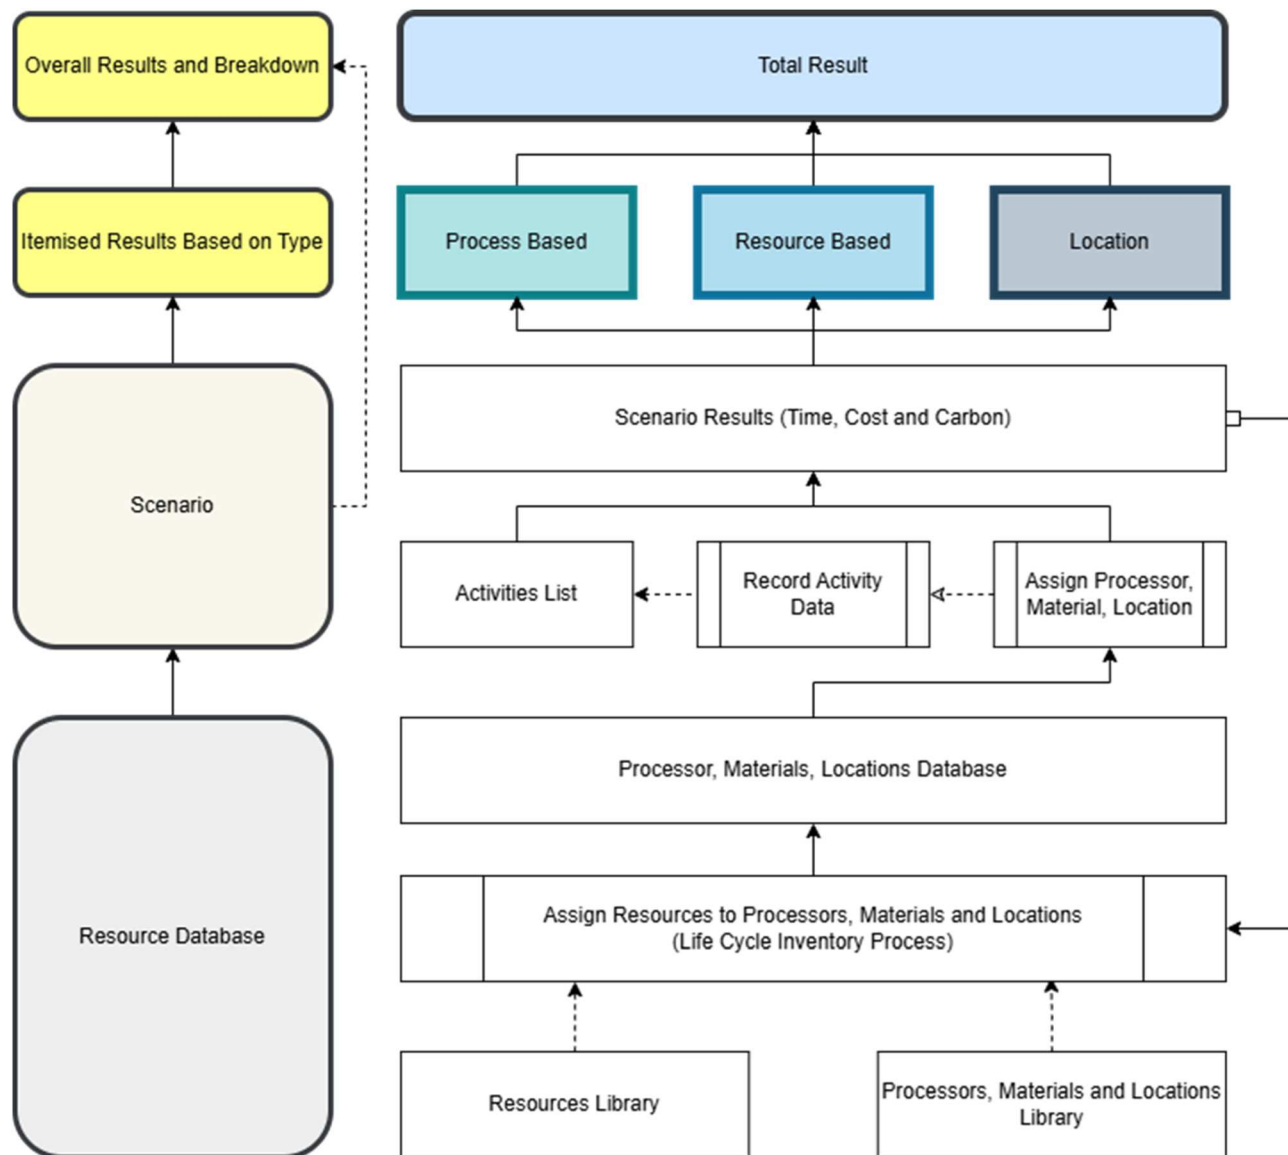 Overall Results and Breakdown
Total Result
Itemised Results Based on Type
Process Based
Resource Based
Location
Scenario Results (Time, Cost and Carbon)
Scenario
Activities List
Record Activity
Data
Assign Processor,
Material, Location
Processor, Materials, Locations Database
Resource Database
Assign Resources to Processors, Materials and Locations
(Life Cycle Inventory Process)
Resources Library
Processors, Materials and Locations
Library